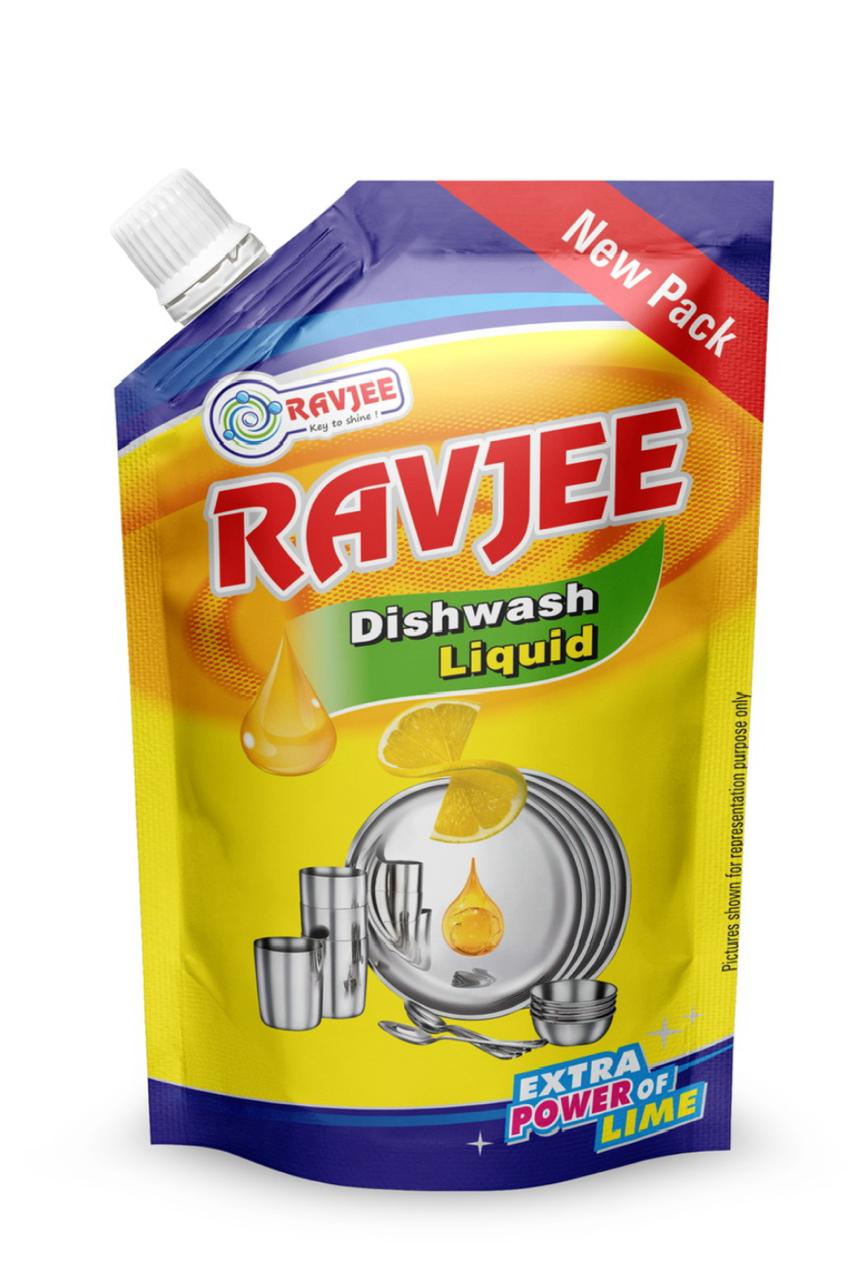 New Pack
RAVJEE
Key to shine !
RAVJEE
Dishwash
Liquid
Pictures shown for representation purpose only
EXTRA
POWER OF
LIME